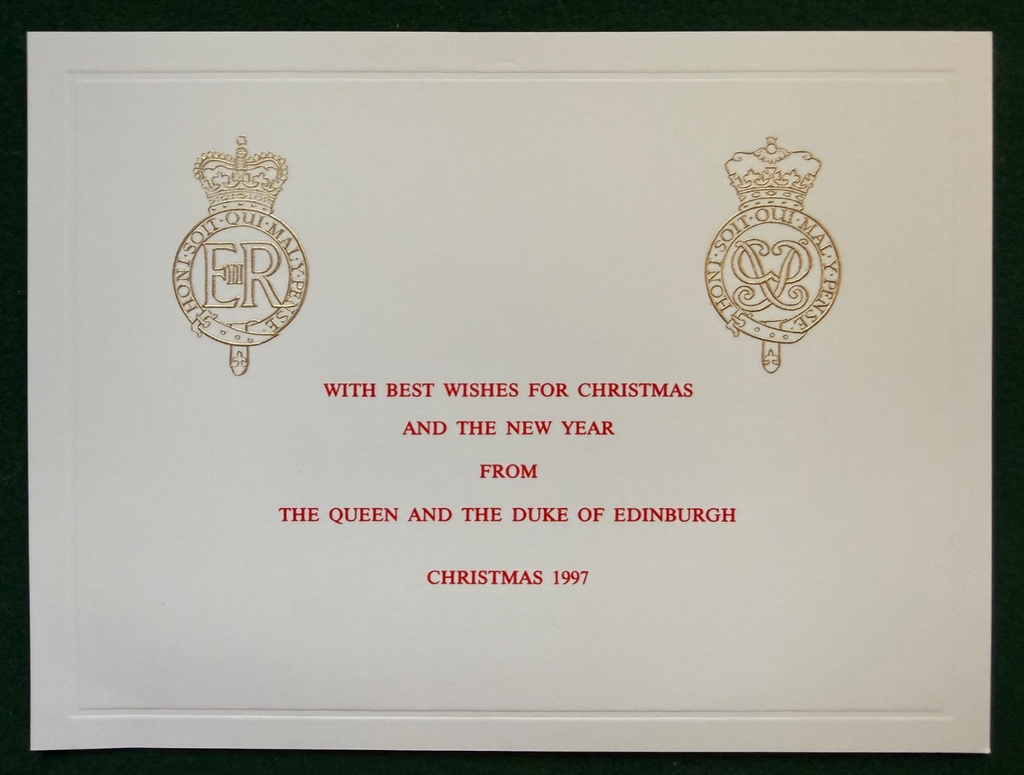 HONI·SOIT·QUI·MAL·Y·PENSE
EIIR
HONI·SOIT·QUI·MAL·Y·PENSE
WITH BEST WISHES FOR CHRISTMAS
AND THE NEW YEAR
FROM
THE QUEEN AND THE DUKE OF EDINBURGH
CHRISTMAS 1997